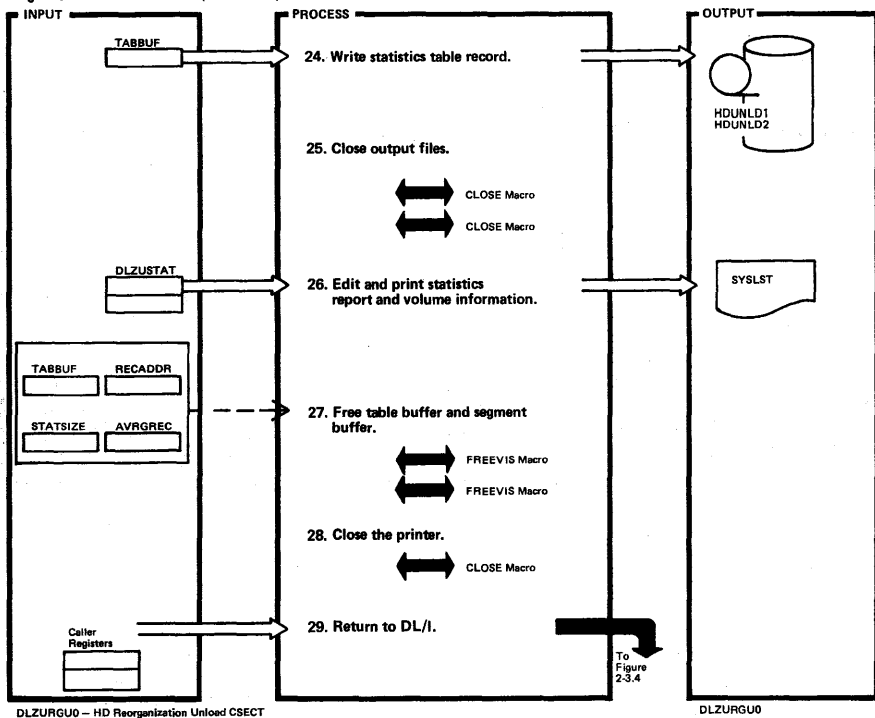 INPUT
PROCESS
OUTPUT
TABBUF
24. Write statistics table record.
HDUNLD1
HDUNLD2
25. Close output files.
CLOSE Macro
CLOSE Macro
DLZUSTAT
26. Edit and print statistics
report and volume information.
SYSLST
TABBUF
RECADDR
STATSIZE
AVRGREC
27. Free table buffer and segment
buffer.
FREEVIS Macro
FREEVIS Macro
28. Close the printer.
CLOSE Macro
Caller
Registers
29. Return to DL/I.
To
Figure
2-3.4
DLZURGU0 — HD Reorganization Unload CSECT
DLZURGU0